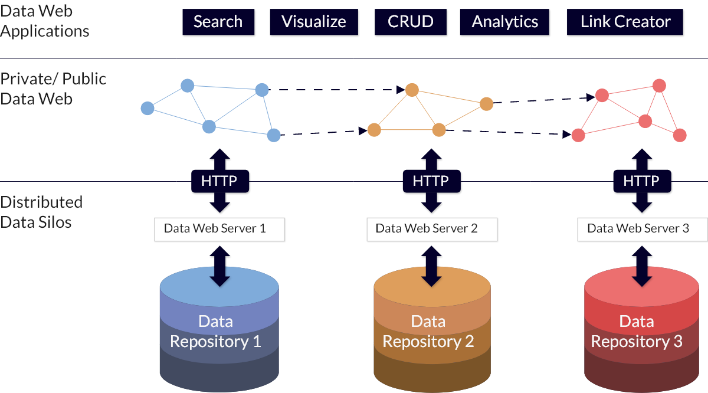 Data Web
Applications
Search
Visualize
CRUD
Analytics
Link Creator
Private/ Public
Data Web
HTTP
HTTP
HTTP
Distributed
Data Silos
Data Web Server 1
Data Web Server 2
Data Web Server 3
Data
Repository 1
Data
Repository 2
Data
Repository 3